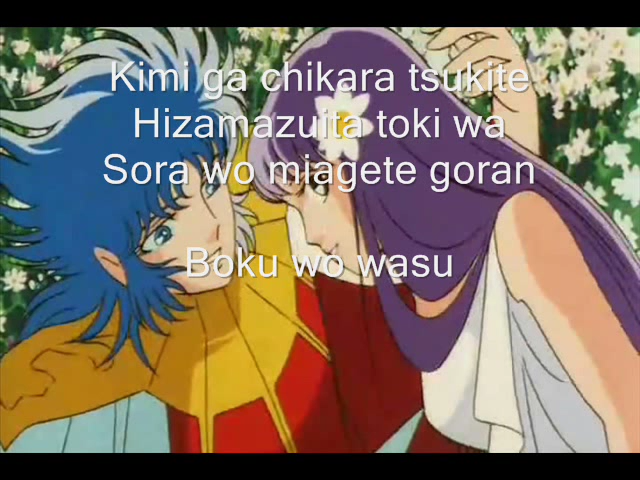 Kimi ga chikara tsukite
Hizamazuita toki wa
Sora wo miagete goran
Boku wo wasu